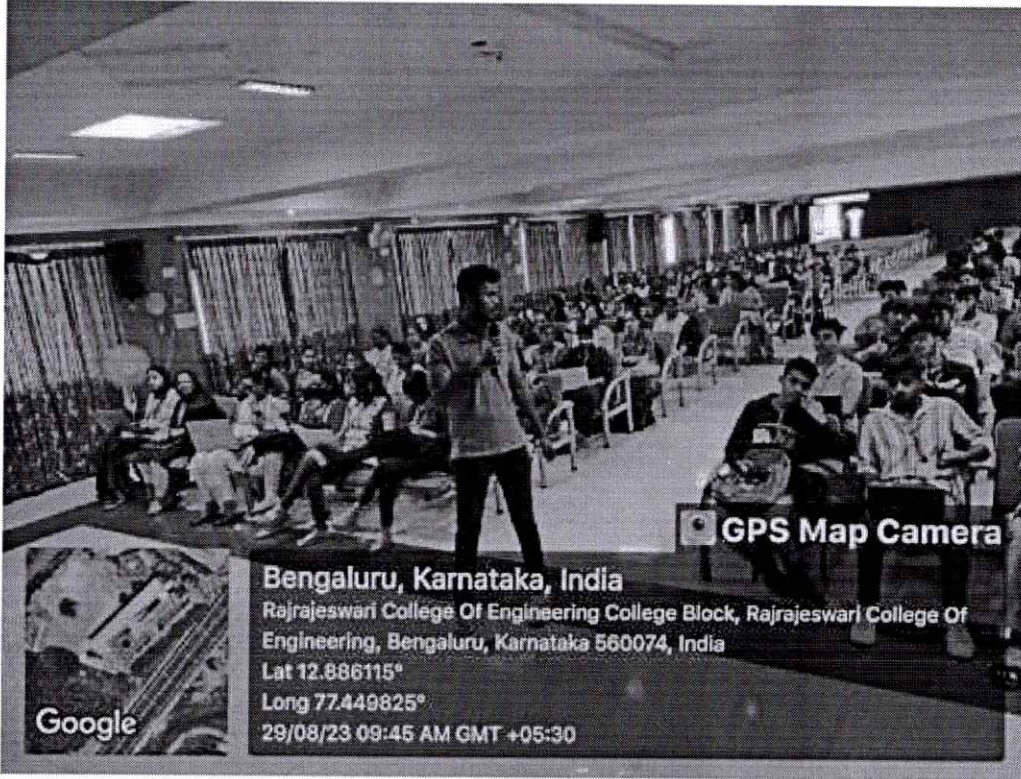 GPS Map Camera
Bengaluru, Karnataka, India
Rajrajeswari College Of Engineering College Block, Rajrajeswari College Of
Engineering, Bengaluru, Karnataka 560074, India
Lat 12.886115°
Long 77.449825°
29/08/23 09:45 AM GMT +05:30
Google